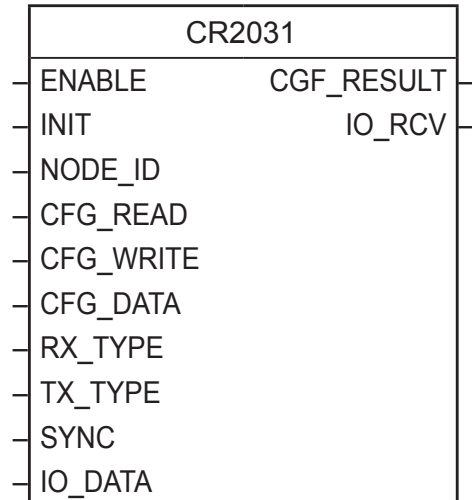 CR2031
ENABLE CGF_RESULT
INIT IO_RCV
NODE_ID
CFG_READ
CFG_WRITE
CFG_DATA
RX_TYPE
TX_TYPE
SYNC
IO_DATA